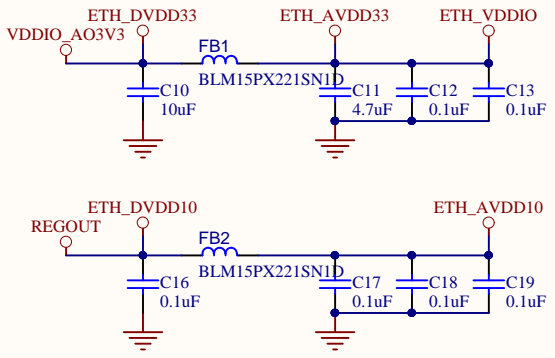 ETH_DVDD33
ETH_AVDD33
ETH_VDDIO
VDDIO_AO3V3
FB1
BLM15PX221SN1D
C10
10uF
C11
4.7uF
C12
0.1uF
C13
0.1uF
ETH_DVDD10
ETH_AVDD10
REGOUT
FB2
BLM15PX221SN1D
C16
0.1uF
C17
0.1uF
C18
0.1uF
C19
0.1uF